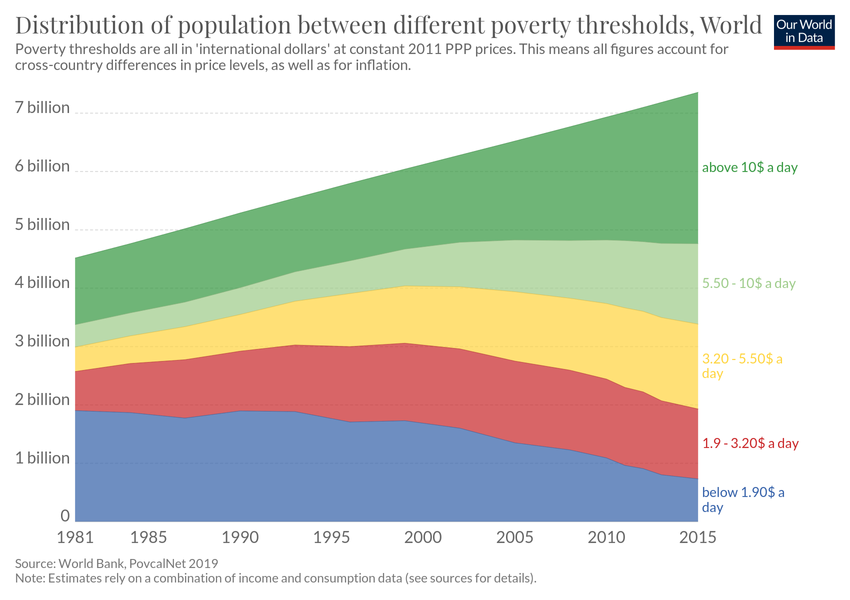 Distribution of population between different poverty thresholds, World
Our World
in Data
Poverty thresholds are all in 'international dollars' at constant 2011 PPP prices. This means all figures account for
cross-country differences in price levels, as well as for inflation.
7 billion
6 billion
5 billion
4 billion
3 billion
2 billion
1 billion
0
above 10$ a day
5.50 - 10$ a day
3.20 - 5.50$ a
day
1.9 - 3.20$ a day
below 1.90$ a
day
1981 1985 1990 1995 2000 2005 2010 2015
Source: World Bank, PovcalNet 2019
Note: Estimates rely on a combination of income and consumption data (see sources for details).